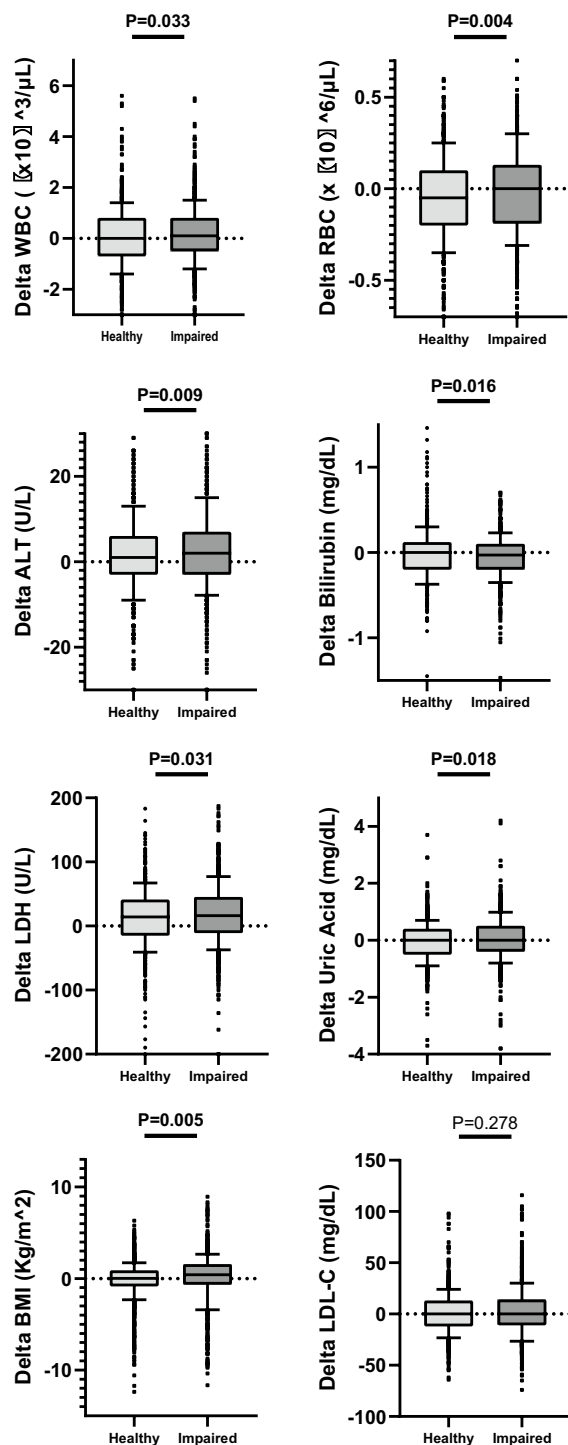 P=0.033
Delta WBC (〖x10〗^3/µL)
6
4
2
0
-2
Healthy Impaired
P=0.004
Delta RBC (x〖10〗^6/µL)
0.5
0.0
-0.5
Healthy Impaired
P=0.009
Delta ALT (U/L)
20
0
-20
Healthy Impaired
P=0.016
Delta Bilirubin (mg/dL)
1
0
-1
Healthy Impaired
P=0.031
Delta LDH (U/L)
200
100
0
-100
-200
Healthy Impaired
P=0.018
Delta Uric Acid (mg/dL)
4
2
0
-2
-4
Healthy Impaired
P=0.005
Delta BMI (Kg/m^2)
10
0
-10
Healthy Impaired
P=0.278
Delta LDL-C (mg/dL)
150
100
50
0
-50
-100
Healthy Impaired